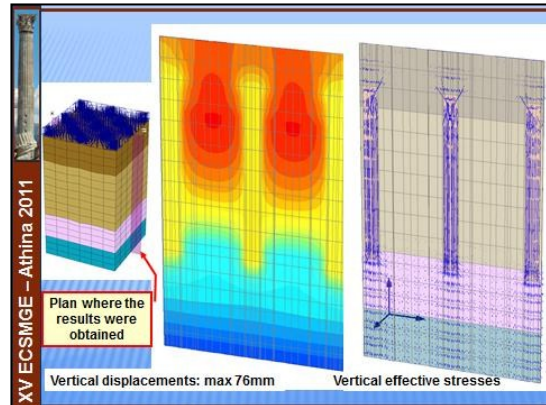 XV ECSMGE – Athina 2011
Plan where the
results were
obtained
Vertical displacements: max 76mm
Vertical effective stresses